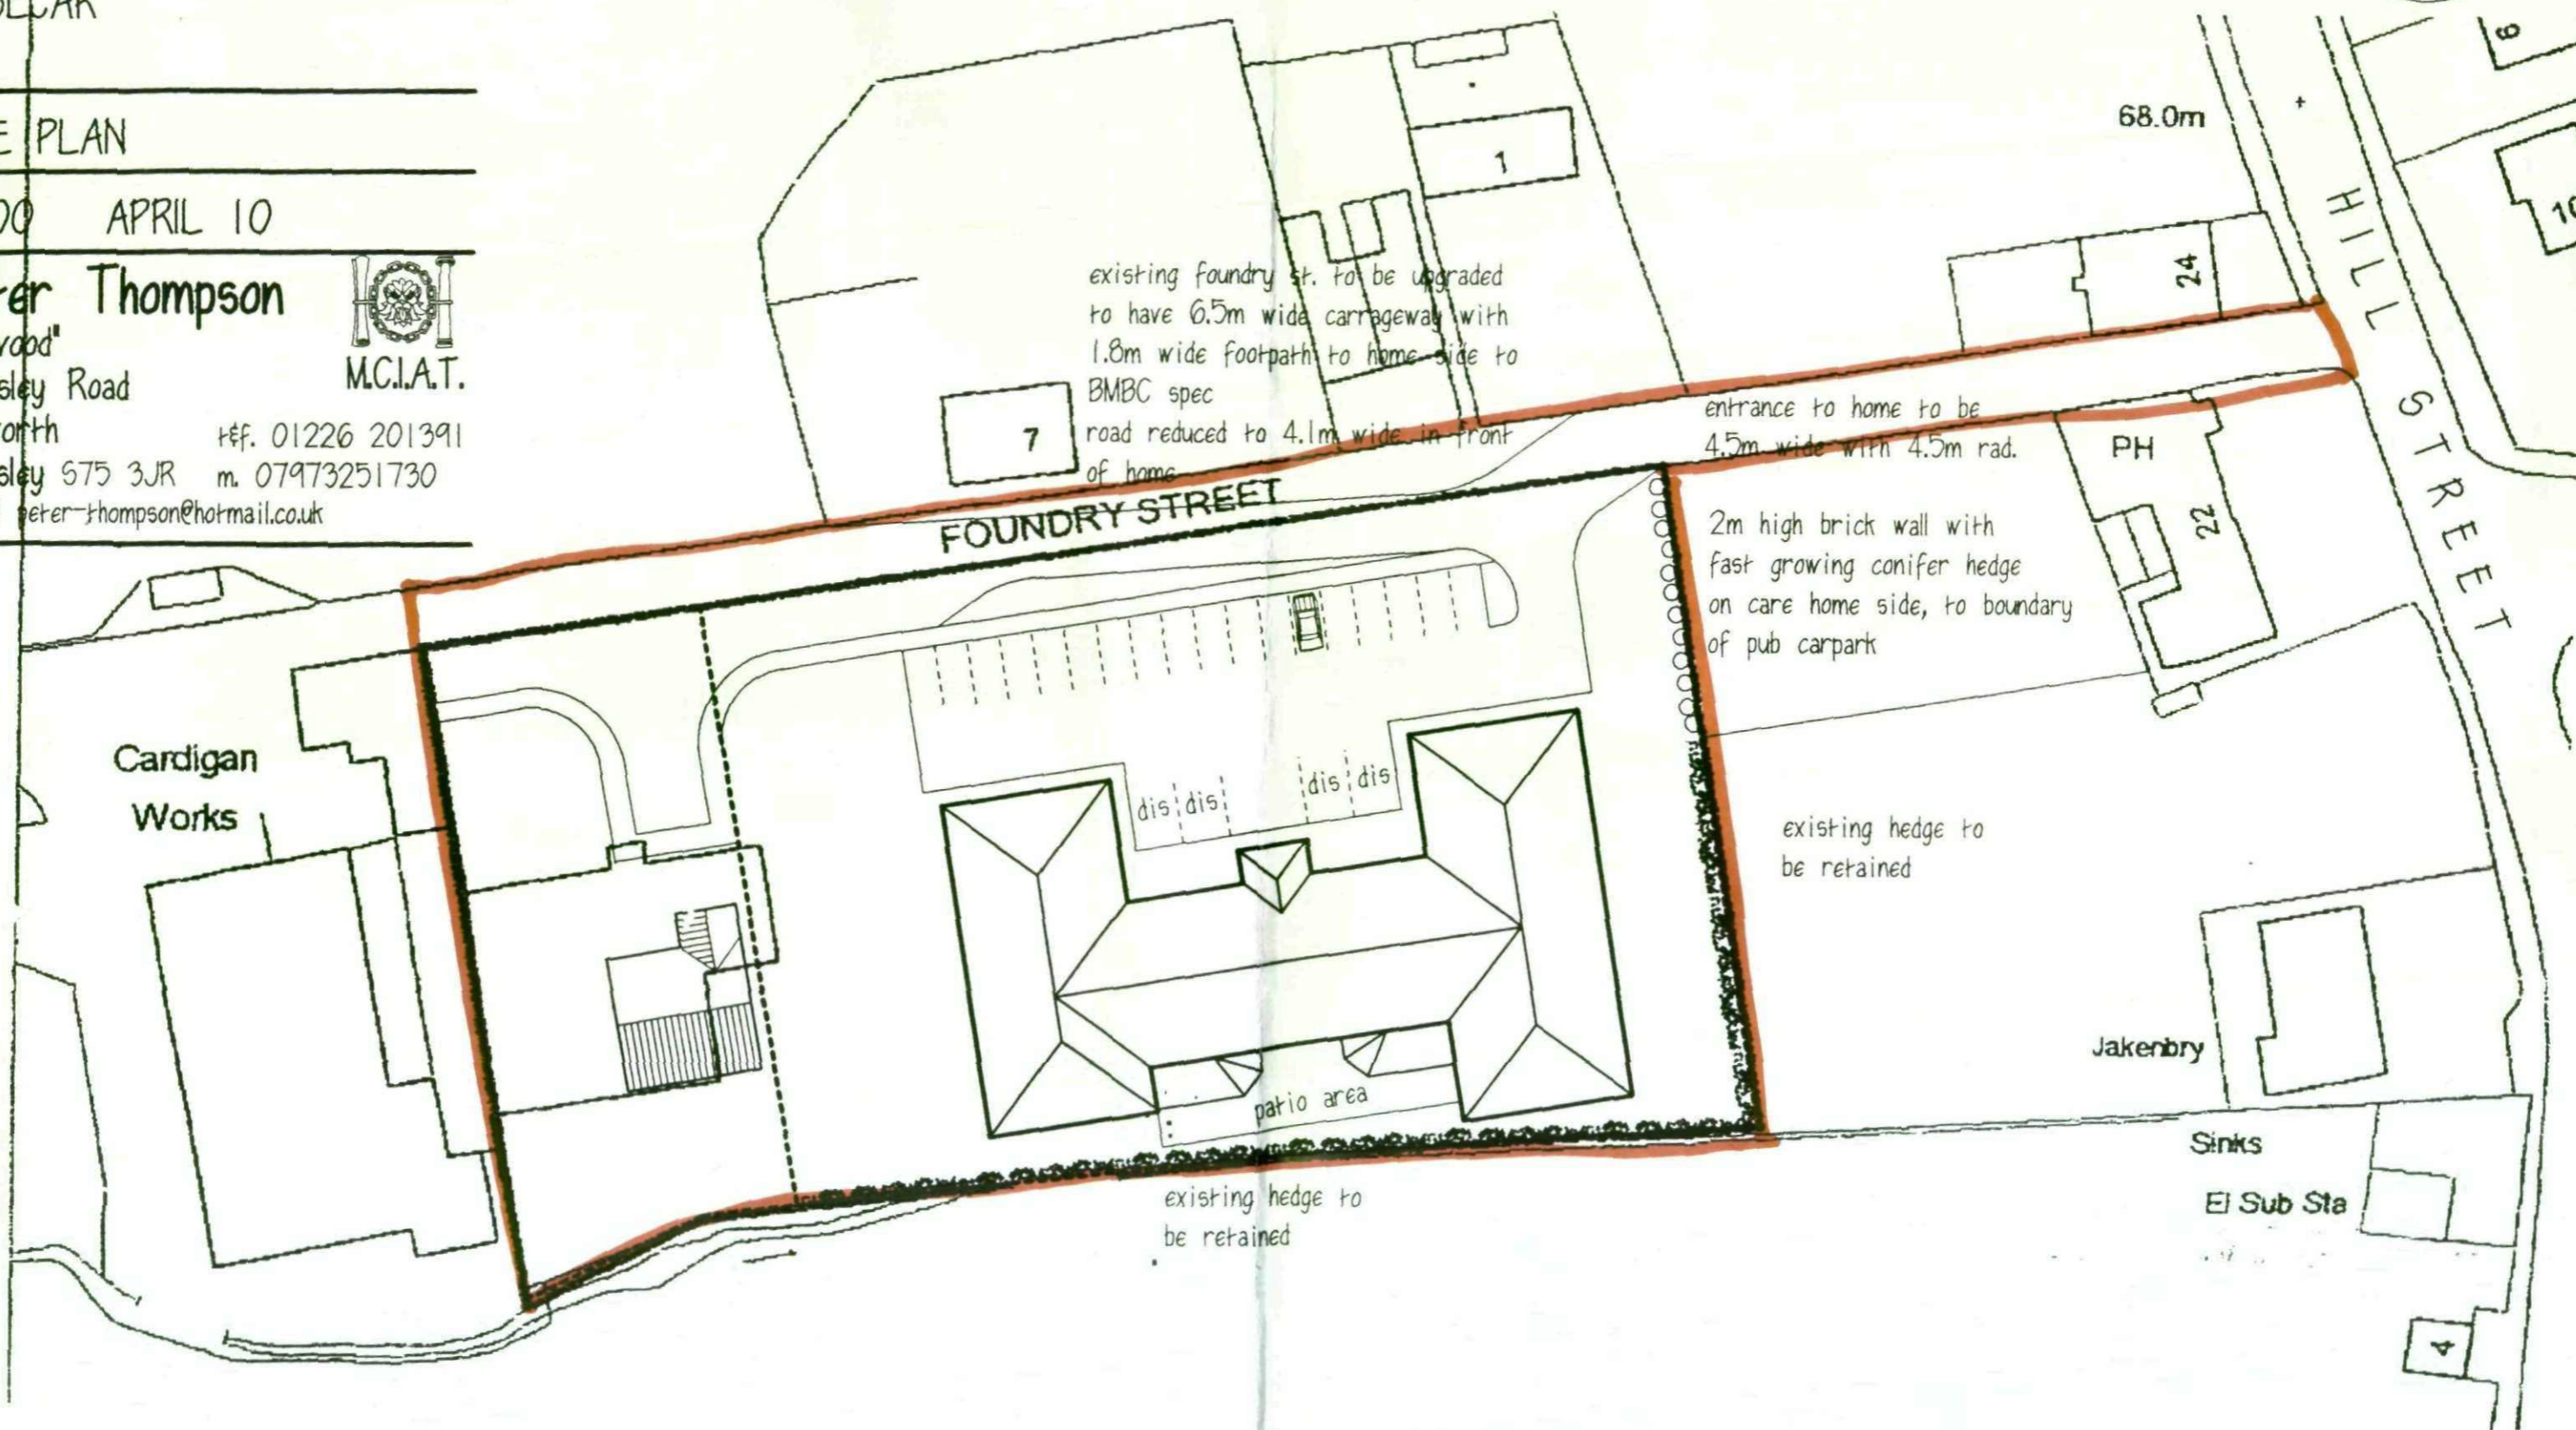 PLAN
APRIL 10
Thompson
M.C.I.A.T.
Road
t&f. 01226 201391
S75 3JR m. 07973251730
peter-thompson@hotmail.co.uk
existing foundry st. to be upgraded
to have 6.5m wide carrageway with
1.8m wide footpath to home side to
BMBC spec
road reduced to 4.1m wide in front
of home
1
7
FOUNDRY STREET
68.0m
24
HILL STREET
8
10
entrance to home to be
4.5m wide with 4.5m rad.
PH
22
2m high brick wall with
fast growing conifer hedge
on care home side, to boundary
of pub carpark
Cardigan
Works
dis dis
dis dis
existing hedge to
be retained
patio area
existing hedge to
be retained
Jakenbry
Sinks
El Sub Sta
4